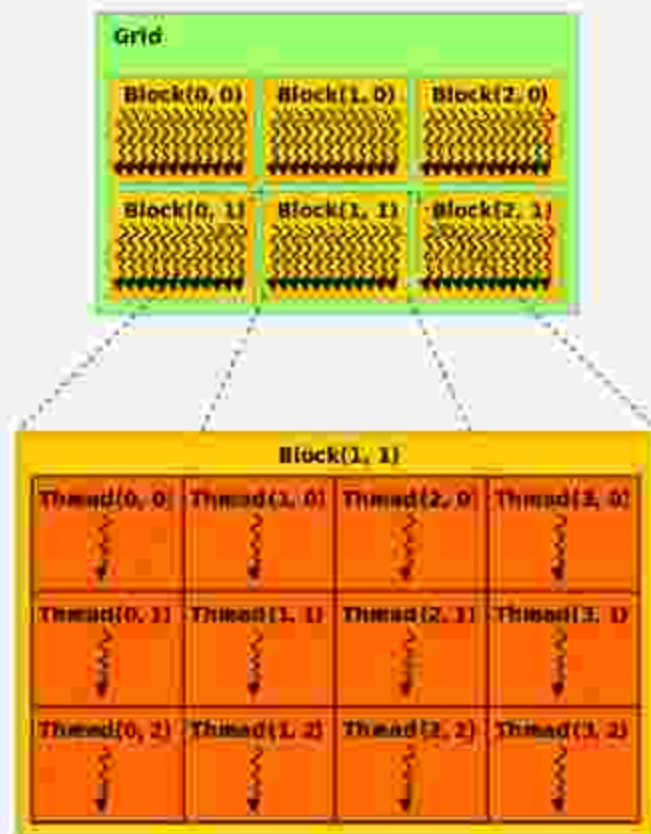 Grid
Block(0, 0) Block(1, 0) Block(2, 0)
Block(0, 1) Block(1, 1) Block(2, 1)
Block(1, 1)
Thread(0, 0) Thread(1, 0) Thread(2, 0) Thread(3, 0)
Thread(0, 1) Thread(1, 1) Thread(2, 1) Thread(3, 1)
Thread(0, 2) Thread(1, 2) Thread(2, 2) Thread(3, 2)